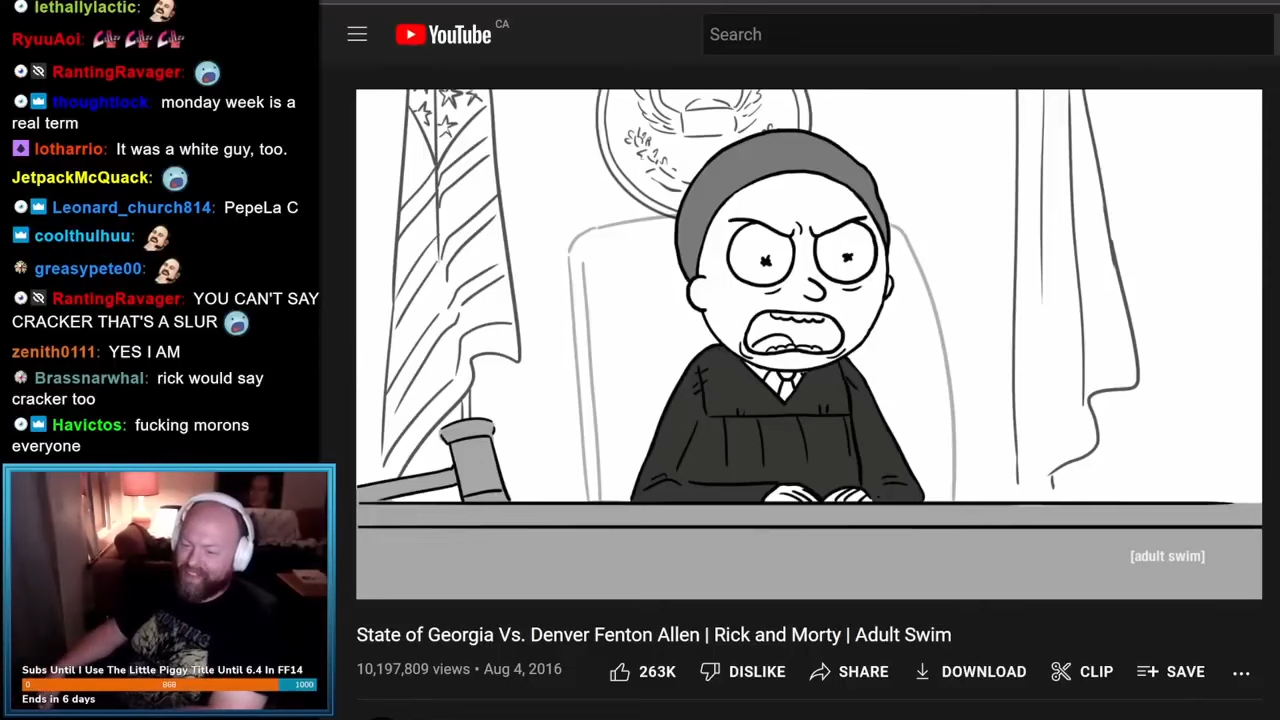 lethallylactic:
RyuuAoi:
RantingRavager:
thoughtlock: monday week is a
real term
lotharrio: It was a white guy, too.
JetpackMcQuack:
Leonard_church814: PepeLa C
coolthulhuu:
greasypete00:
RantingRavager: YOU CAN'T SAY
CRACKER THAT'S A SLUR
zenith0111: YES I AM
Brassnarwhal: rick would say
cracker too
Havictos: fucking morons
everyone
Subs Until I Use The Little Piggy Title Until 6.4 In FF14
0 868 1000
Ends in 6 days
YouTube CA
Search
[adult swim]
State of Georgia Vs. Denver Fenton Allen | Rick and Morty | Adult Swim
10,197,809 views • Aug 4, 2016
263K DISLIKE SHARE DOWNLOAD CLIP SAVE ...